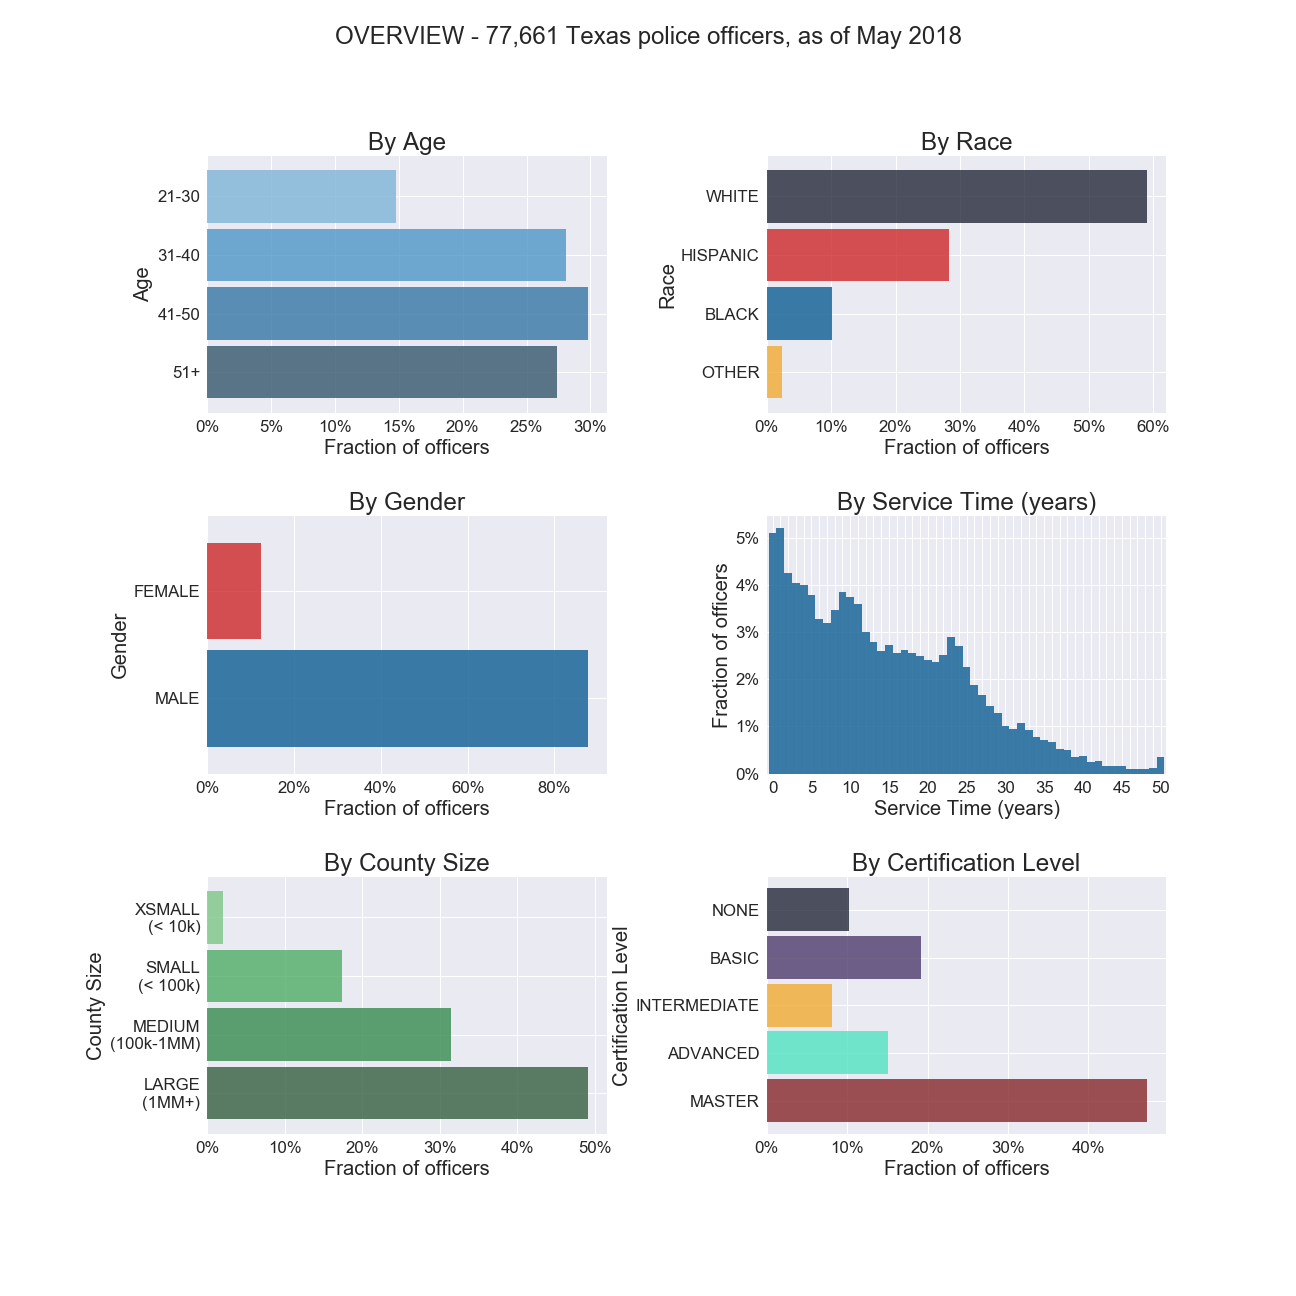 OVERVIEW - 77,661 Texas police officers, as of May 2018
By Age
Age
21-30
31-40
41-50
51+
0% 5% 10% 15% 20% 25% 30%
Fraction of officers
By Race
Race
WHITE
HISPANIC
BLACK
OTHER
0% 10% 20% 30% 40% 50% 60%
Fraction of officers
By Gender
Gender
FEMALE
MALE
0% 20% 40% 60% 80%
Fraction of officers
By Service Time (years)
Fraction of officers
5%
4%
3%
2%
1%
0%
0 5 10 15 20 25 30 35 40 45 50
Service Time (years)
By County Size
County Size
XSMALL
(< 10k)
SMALL
(< 100k)
MEDIUM
(100k-1MM)
LARGE
(1MM+)
0% 10% 20% 30% 40% 50%
Fraction of officers
By Certification Level
Certification Level
NONE
BASIC
INTERMEDIATE
ADVANCED
MASTER
0% 10% 20% 30% 40%
Fraction of officers